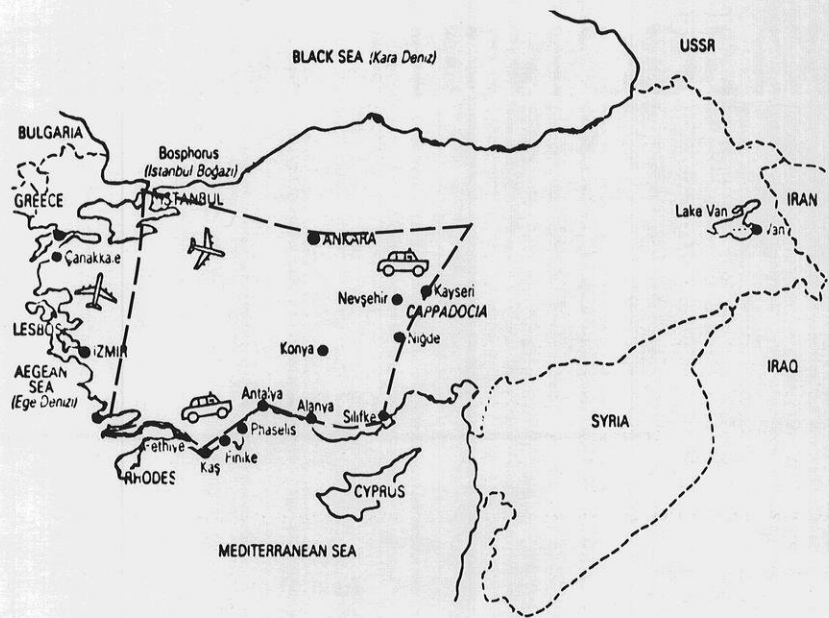 BLACK SEA (Kara Deniz)
USSR
BULGARIA
Bosphorus
(Istanbul Boğazı)
GREECE
ISTANBUL
IRAN
Lake Van
Van
ANKARA
Çanakkale
Kayseri
Nevşehir
CAPPADOCIA
LESBOS
IZMIR
Konya
Niğde
IRAQ
AEGEAN
SEA
(Ege Denizi)
Antalya
Alanya
Silifke
SYRIA
Phaselis
Fethiye
Finike
Kaş
RHODES
CYPRUS
MEDITERRANEAN SEA